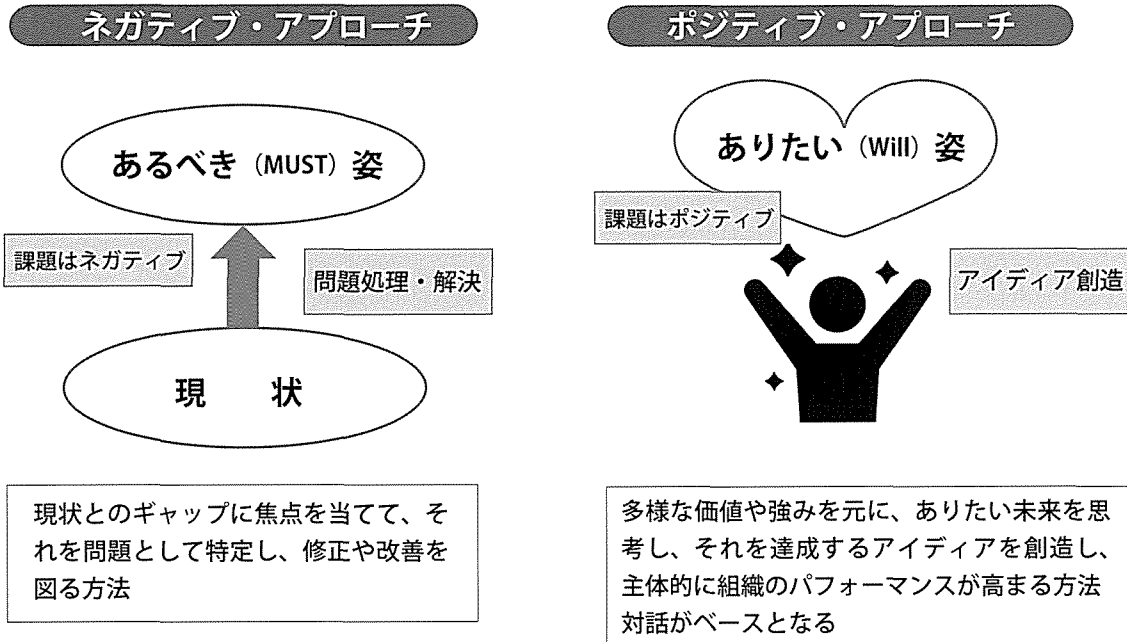 ネガティブ・アプローチ
あるべき（MUST）姿
課題はネガティブ
問題処理・解決
現　　状
現状とのギャップに焦点を当てて、そ
れを問題として特定し、修正や改善を
図る方法
ポジティブ・アプローチ
ありたい（Will）姿
課題はポジティブ
アイディア創造
多様な価値や強みを元に、ありたい未来を思
考し、それを達成するアイディアを創造し、
主体的に組織のパフォーマンスが高まる方法
対話がベースとなる